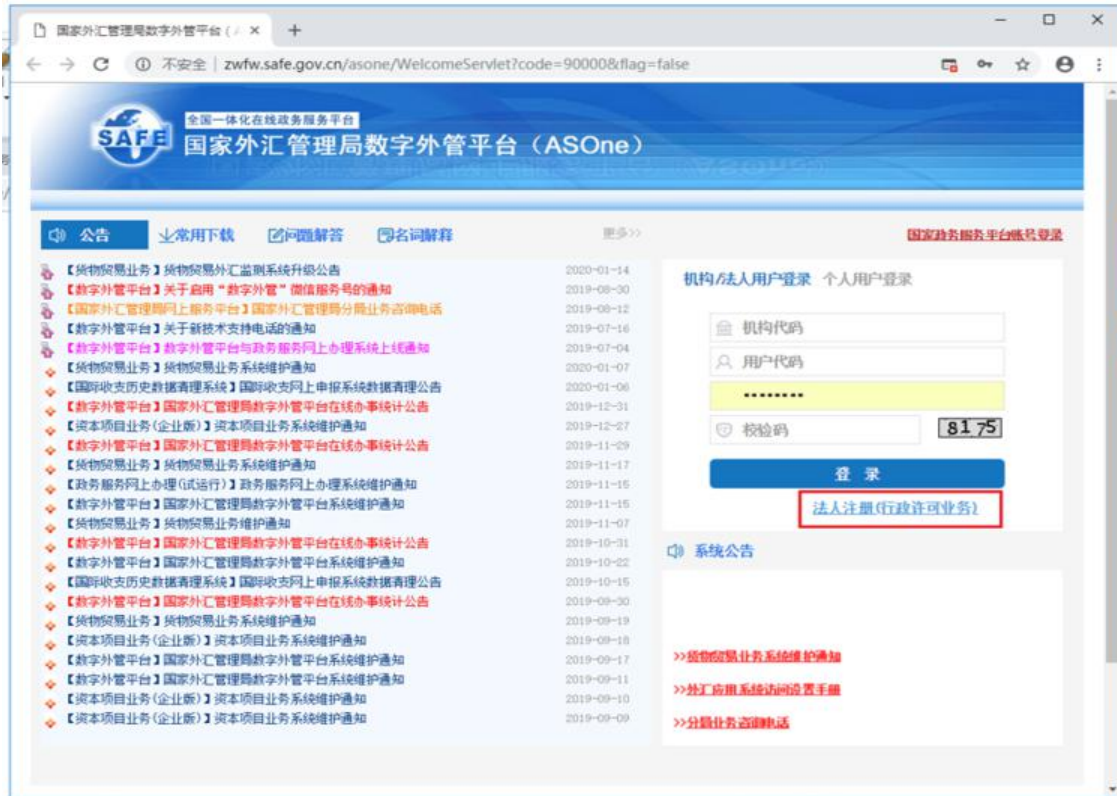 国家外汇管理局数字外管平台（A
不安全 | zwfw.safe.gov.cn/asone/WelcomeServlet?code=90000&flag=false
SAFE
全国一体化在线政务服务平台
国家外汇管理局数字外管平台（ASOne）
公告 常用下载 问题解答 名词解释 更多>>
国家政务服务平台账号登录
【货物贸易业务】货物贸易外汇监测系统升级公告 2020-01-14
【数字外管平台】关于启用“数字外管”微信服务号的通知 2019-08-30
【国家外汇管理局网上服务平台】国家外汇管理局分局业务咨询电话 2019-08-12
【数字外管平台】关于新技术支持电话的通知 2019-07-16
【数字外管平台】数字外管平台与政务服务网上办理系统上线通知 2019-07-04
【货物贸易业务】货物贸易业务系统维护通知 2020-01-07
【国际收支历史数据清理系统】国际收支网上申报系统数据清理公告 2020-01-06
【数字外管平台】国家外汇管理局数字外管平台在线办事统计公告 2019-12-31
【资本项目业务(企业版)】资本项目业务系统维护通知 2019-12-27
【数字外管平台】国家外汇管理局数字外管平台在线办事统计公告 2019-11-29
【货物贸易业务】货物贸易业务系统维护通知 2019-11-17
【政务服务网上办理(试运行)】政务服务网上办理系统维护通知 2019-11-15
【数字外管平台】国家外汇管理局数字外管平台系统维护通知 2019-11-15
【货物贸易业务】货物贸易业务维护通知 2019-11-07
【数字外管平台】国家外汇管理局数字外管平台在线办事统计公告 2019-10-31
【数字外管平台】国家外汇管理局数字外管平台系统维护通知 2019-10-22
【国际收支历史数据清理系统】国际收支网上申报系统数据清理公告 2019-10-15
【数字外管平台】国家外汇管理局数字外管平台在线办事统计公告 2019-09-30
【货物贸易业务】货物贸易业务系统维护通知 2019-09-19
【资本项目业务(企业版)】资本项目业务系统维护通知 2019-09-18
【数字外管平台】国家外汇管理局数字外管平台系统维护通知 2019-09-17
【数字外管平台】国家外汇管理局数字外管平台系统维护通知 2019-09-11
【资本项目业务(企业版)】资本项目业务系统维护通知 2019-09-10
【资本项目业务(企业版)】资本项目业务系统维护通知 2019-09-09
机构/法人用户登录 个人用户登录
机构代码
用户代码
••••••••
校验码 8175
登 录
法人注册(行政许可业务)
系统公告
>>货物贸易业务系统维护通知
>>外汇应用系统访问设置手册
>>分局业务咨询电话